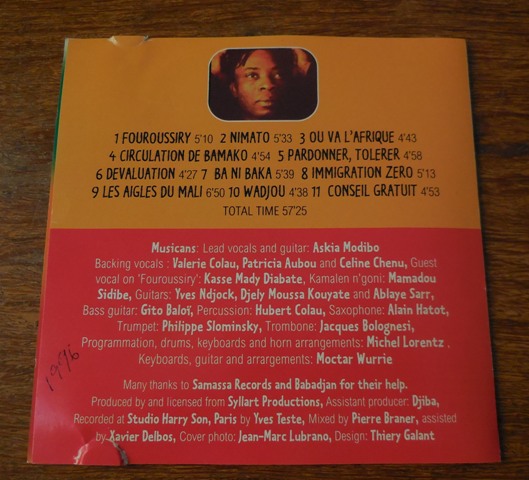 1 FOUROUSSIRY 5'10 2 NIMATO 5'33 3 OU VA L'AFRIQUE 4'43
4 CIRCULATION DE BAMAKO 4'54 5 PARDONNER, TOLERER 4'58
6 DEVALUATION 4'27 7 BA NI BAKA 5'39 8 IMMIGRATION ZERO 5'13
9 LES AIGLES DU MALI 6'50 10 WADJOU 4'38 11 CONSEIL GRATUIT 4'53
TOTAL TIME 57'25
Musicans: Lead vocals and guitar: Askia Modibo
Backing vocals : Valerie Colau, Patricia Aubou and Celine Chenu, Guest
vocal on 'Fouroussiry': Kasse Mady Diabate, Kamalen n'goni: Mamadou
Sidibe, Guitars: Yves Ndjock, Djely Moussa Kouyate and Ablaye Sarr,
Bass guitar: Gito Baloï, Percussion: Hubert Colau, Saxophone: Alain Hatot,
Trumpet: Philippe Slominsky, Trombone: Jacques Bolognesi,
Programmation, drums, keyboards and horn arrangements: Michel Lorentz .
Keyboards, guitar and arrangements: Moctar Wurrie
1996
Many thanks to Samassa Records and Babadjan for their help.
Produced by and licensed from Syllart Productions, Assistant producer: Djiba,
Recorded at Studio Harry Son, Paris by Yves Teste, Mixed by Pierre Braner, assisted
by Xavier Delbos, Cover photo: Jean-Marc Lubrano, Design: Thiery Galant